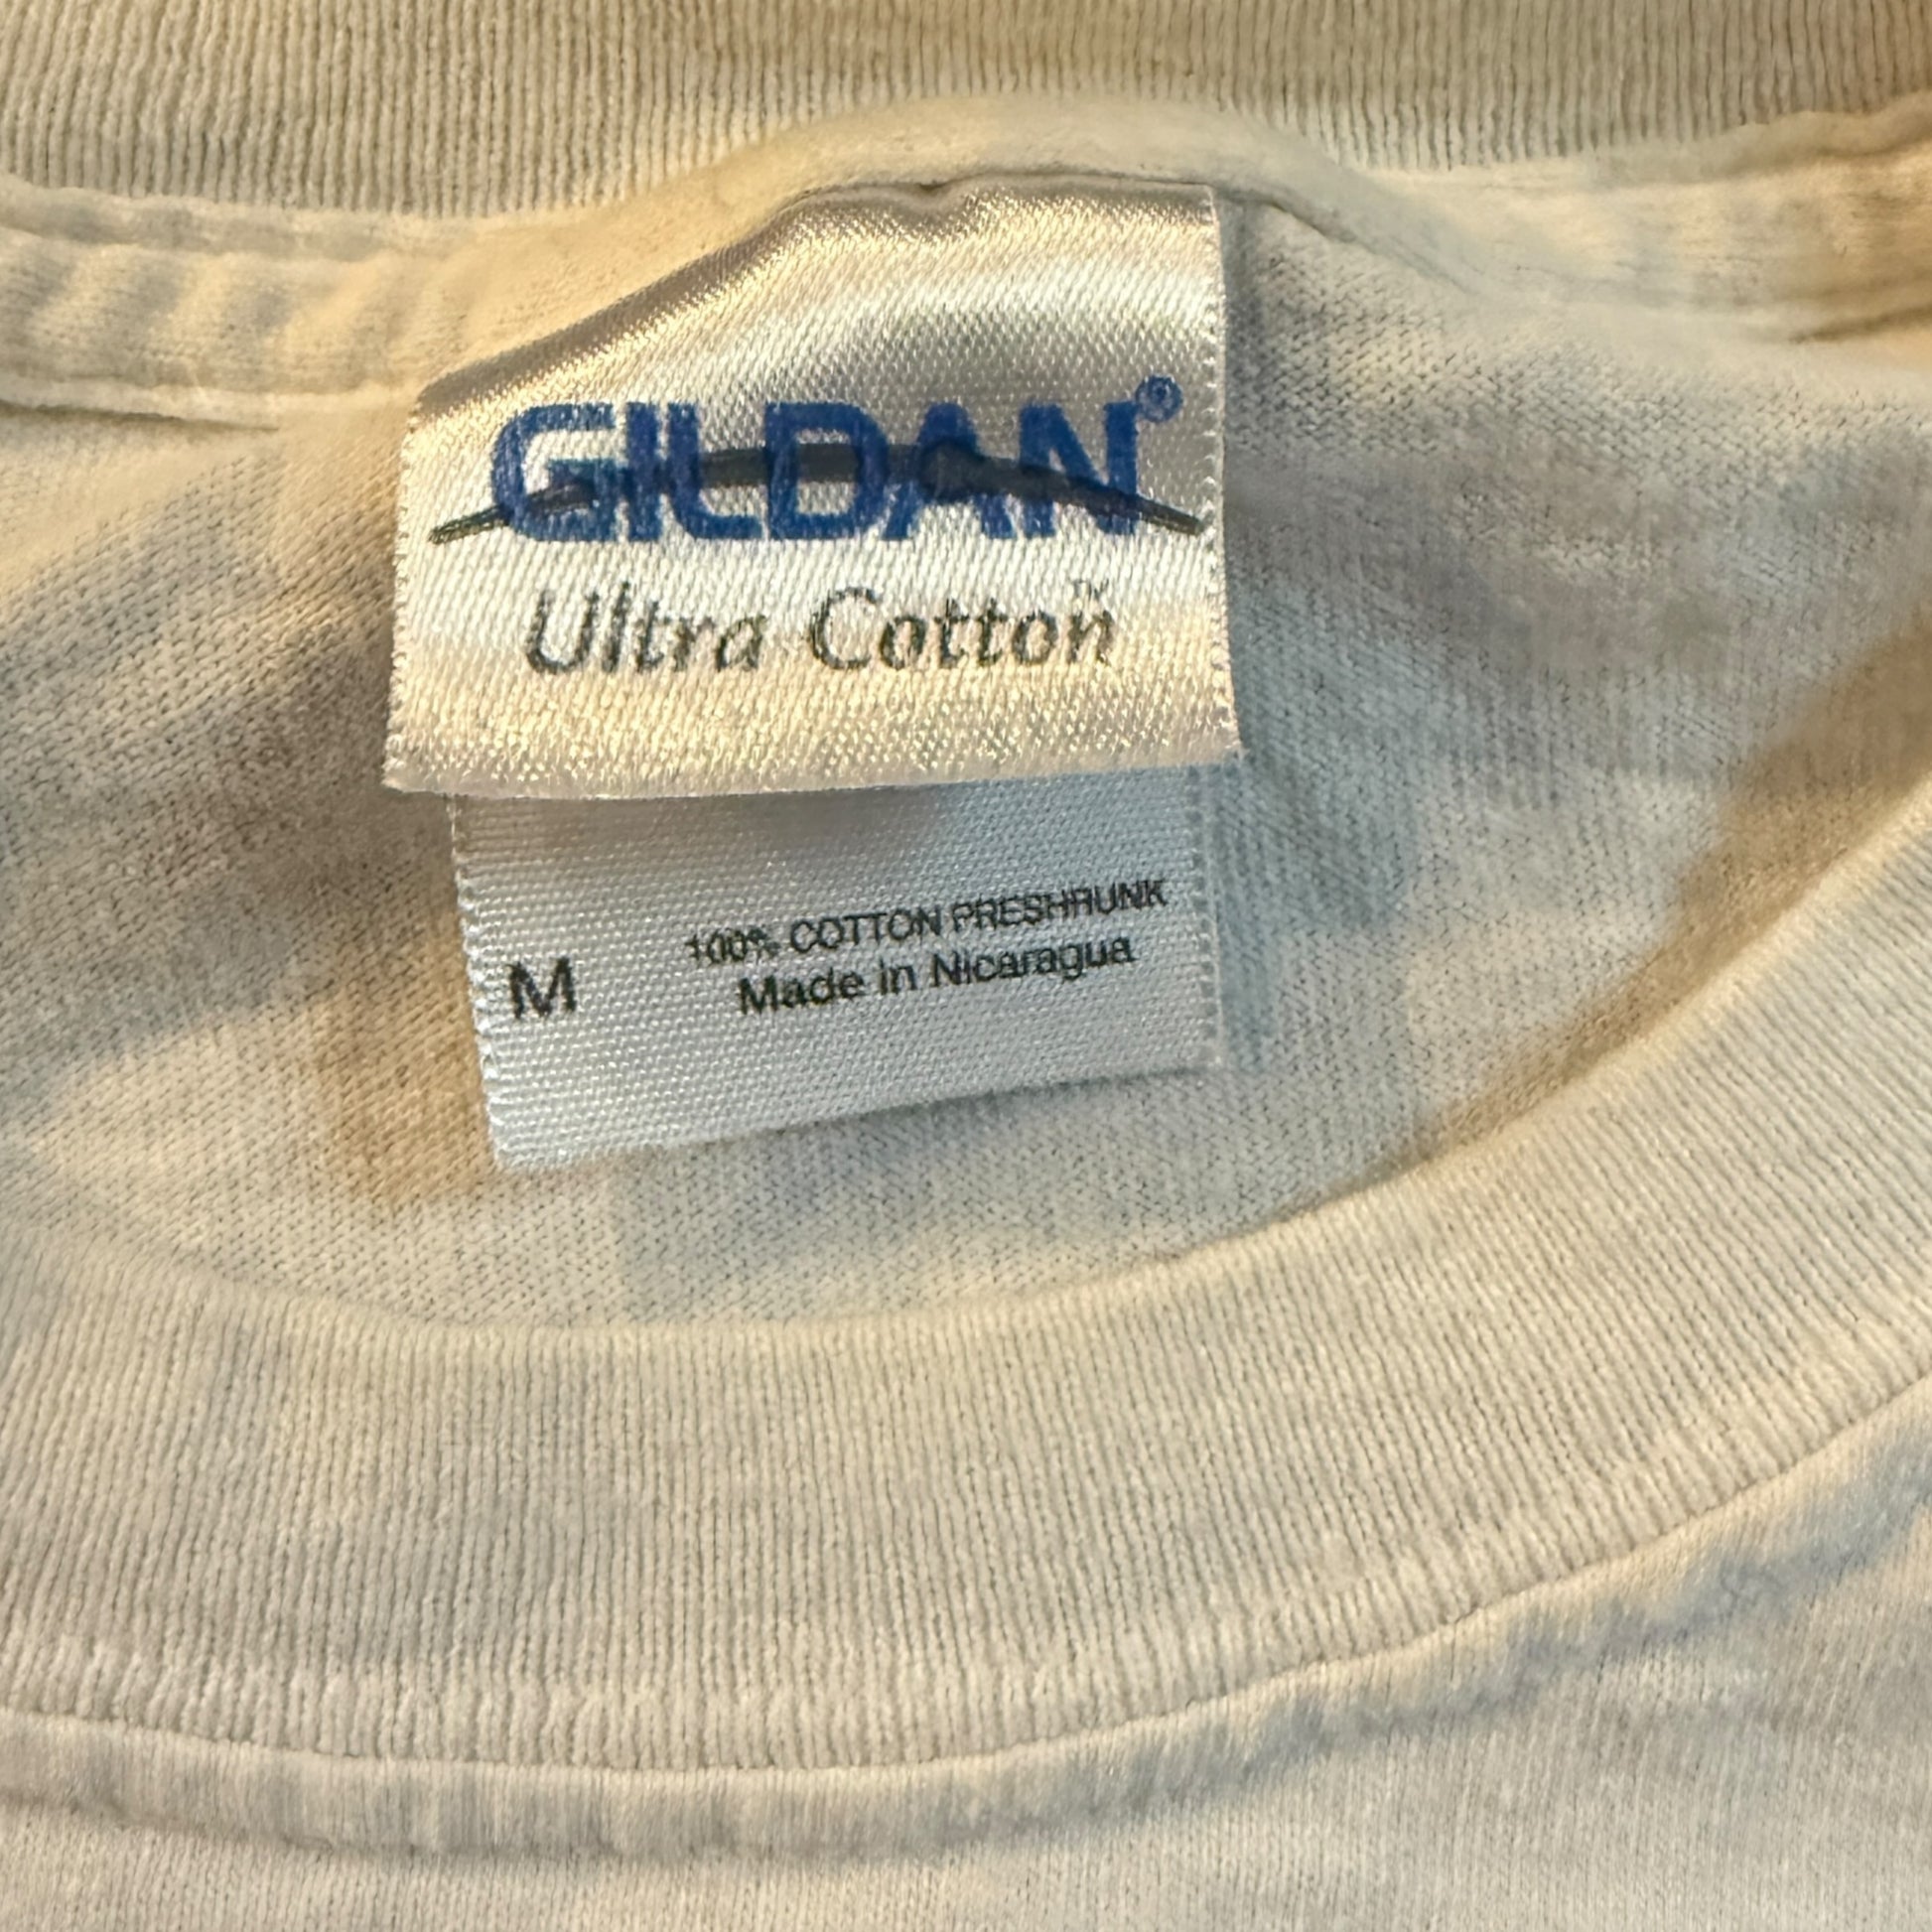 GILDAN®
Ultra Cotton™
100% COTTON PRESHRUNK
M Made in Nicaragua